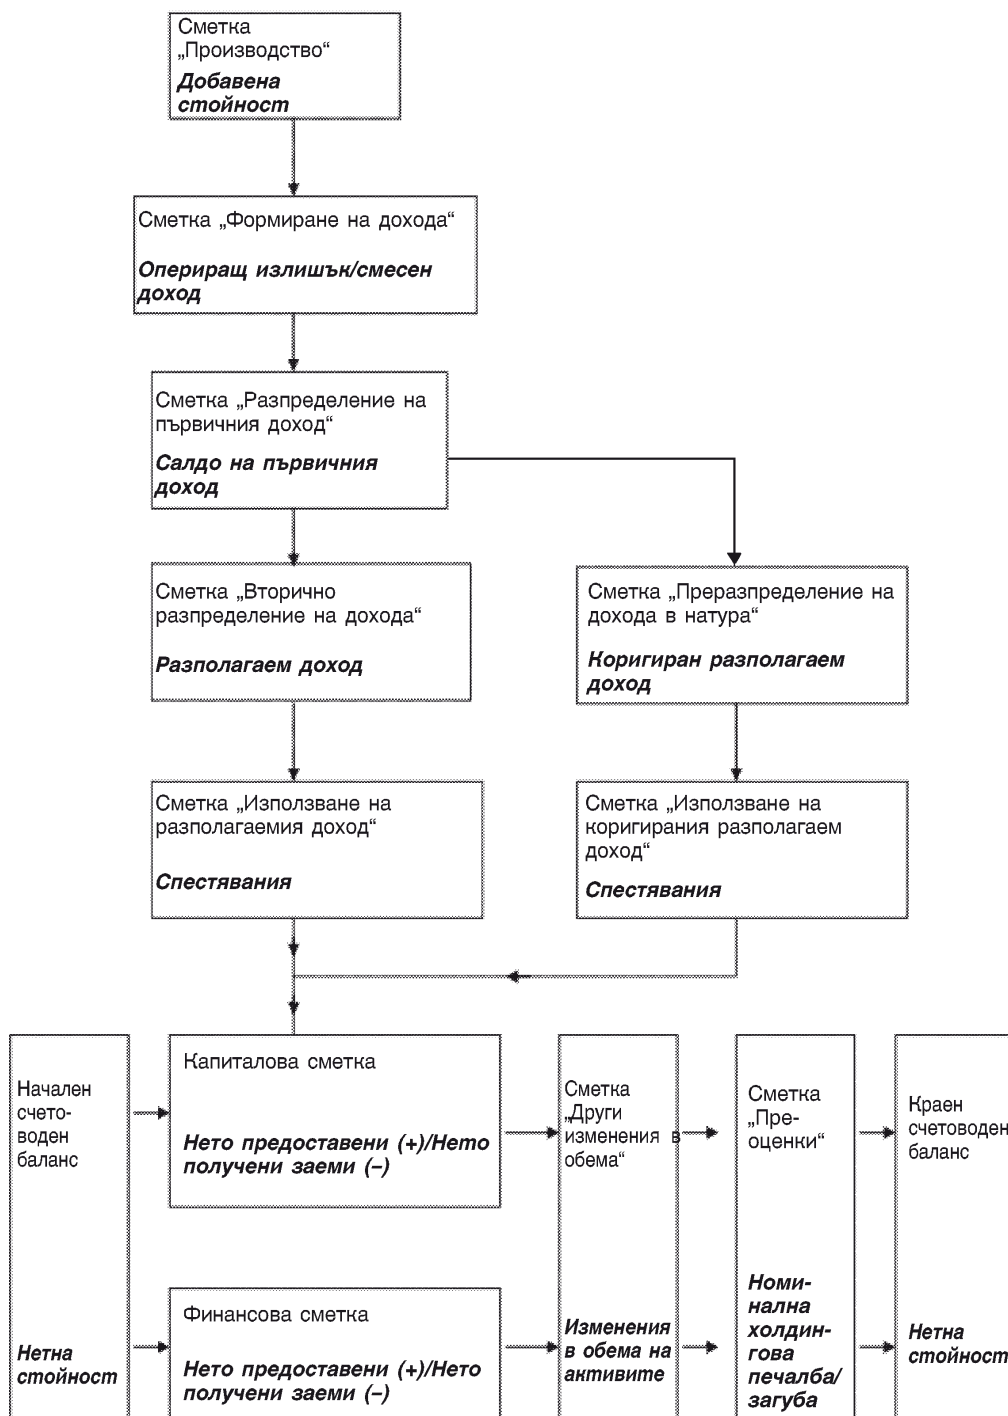 Сметка
„Производство“
Добавена
стойност
Сметка „Формиране на дохода“
Опериращ излишък/смесен
доход
Сметка „Разпределение на
първичния доход“
Салдо на първичния
доход
Сметка „Вторично
разпределение на дохода“
Разполагаем доход
Сметка „Преразпределение на
дохода в натура“
Коригиран разполагаем
доход
Сметка „Използване на
разполагаемия доход“
Спестявания
Сметка „Използване на
коригирания разполагаем
доход“
Спестявания
Начален
счето-
воден
баланс
Нетна
стойност
Капиталова сметка
Нето предоставени (+)/Нето
получени заеми (–)
Финансова сметка
Нето предоставени (+)/Нето
получени заеми (–)
Сметка
„Други
изменения в
обема“
Изменения
в обема на
активите
Сметка
„Пре-
оценки“
Номи-
нална
холдин-
гова
печалба/
загуба
Краен
счетоводен
баланс
Нетна
стойност